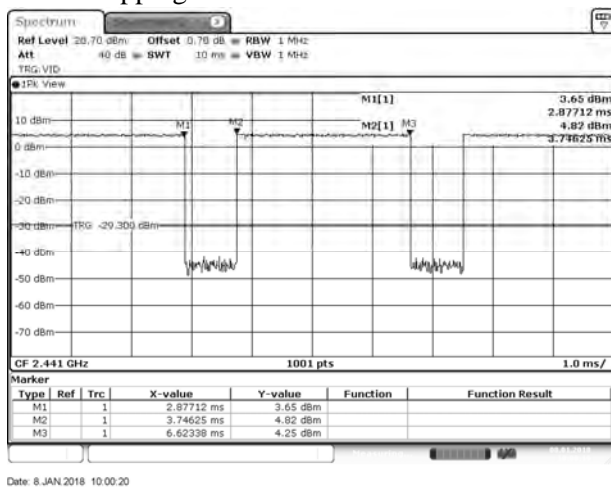 Spectrum
Ref Level 20.70 dBm Offset 0.70 dB RBW 1 MHz
Att 40 dB SWT 10 ms VBW 1 MHz
TRG:VID
1Pk View
M1[1] 3.65 dBm
2.87712 ms
M2[1] 4.82 dBm
3.74625 ms
10 dBm
M1 M2 M3
0 dBm
-10 dBm
-20 dBm
-30 dBm TRG -29.300 dBm
-40 dBm
-50 dBm
-60 dBm
-70 dBm
CF 2.441 GHz 1001 pts 1.0 ms/
Marker
Type Ref Trc X-value Y-value Function Function Result
M1 1 2.87712 ms 3.65 dBm
M2 1 3.74625 ms 4.82 dBm
M3 1 6.62338 ms 4.25 dBm
Date: 8.JAN.2018 10:00:20